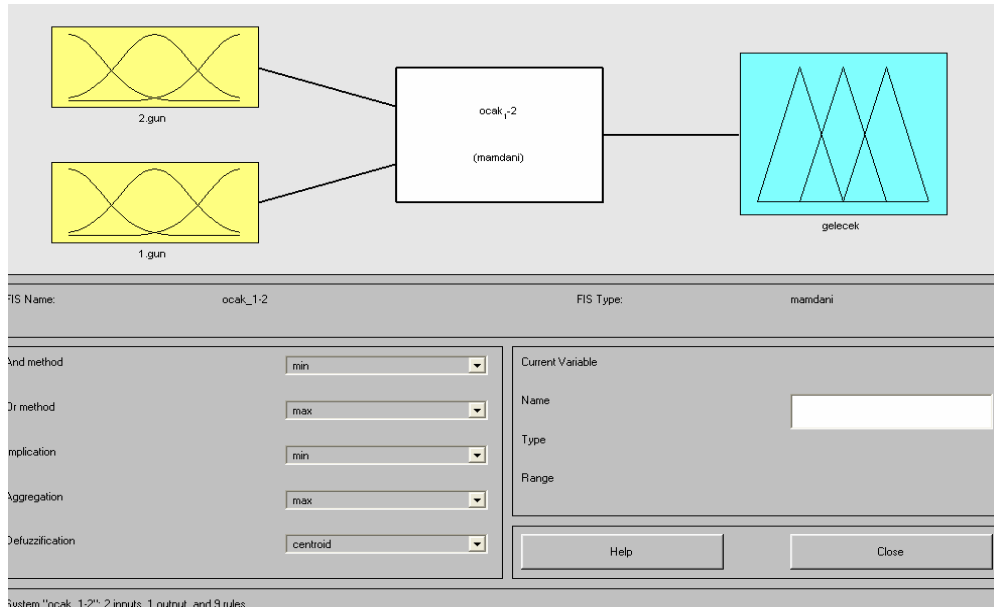 2.gun
1.gun
ocak_1-2
(mamdani)
gelecek
FIS Name: ocak_1-2 FIS Type: mamdani
And method min
Or method max
Implication min
Aggregation max
Defuzzification centroid
Current Variable
Name
Type
Range
Help Close
System "ocak_1-2": 2 inputs, 1 output, and 9 rules